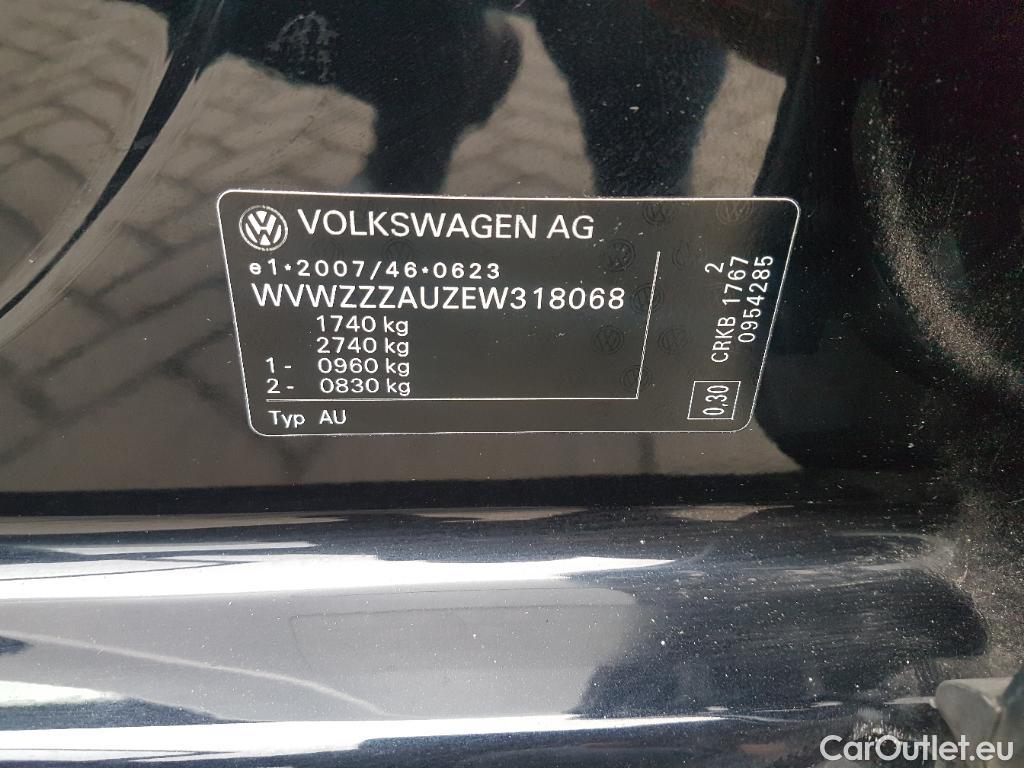 VOLKSWAGEN AG
e1*2007/46*0623
WVWZZZAUZEW318068
1740 kg
2740 kg
1 - 0960 kg
2 - 0830 kg
Typ AU
2
CRKB 1767
0954285
0,30
CarOutlet.eu